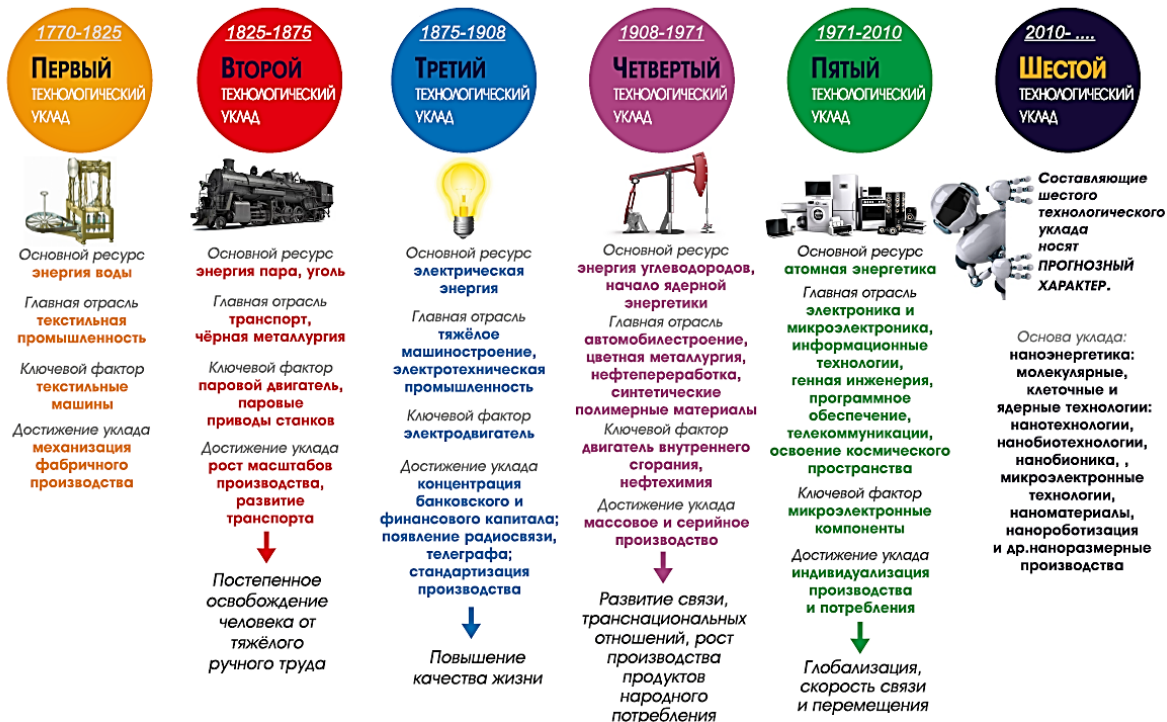 1770-1825
ПЕРВЫЙ
ТЕХНОЛОГИЧЕСКИЙ
УКЛАД
Основной ресурс
энергия воды
Главная отрасль
текстильная
промышленность
Ключевой фактор
текстильные
машины
Достижение уклада
механизация
фабричного
производства
1825-1875
ВТОРОЙ
ТЕХНОЛОГИЧЕСКИЙ
УКЛАД
Основной ресурс
энергия пара, уголь
Главная отрасль
транспорт,
чёрная металлургия
Ключевой фактор
паровой двигатель,
паровые
приводы станков
Достижение уклада
рост масштабов
производства,
развитие
транспорта
Постепенное
освобождение
человека от
тяжёлого
ручного труда
1875-1908
ТРЕТИЙ
ТЕХНОЛОГИЧЕСКИЙ
УКЛАД
Основной ресурс
электрическая
энергия
Главная отрасль
тяжёлое
машиностроение,
электротехническая
промышленность
Ключевой фактор
электродвигатель
Достижение уклада
концентрация
банковского и
финансового капитала;
появление радиосвязи,
телеграфа;
стандартизация
производства
Повышение
качества жизни
1908-1971
ЧЕТВЕРТЫЙ
ТЕХНОЛОГИЧЕСКИЙ
УКЛАД
Основной ресурс
энергия углеводородов,
начало ядерной
энергетики
Главная отрасль
автомобилестроение,
цветная металлургия,
нефтепереработка,
синтетические
полимерные материалы
Ключевой фактор
двигатель внутреннего
сгорания,
нефтехимия
Достижение уклада
массовое и серийное
производство
Развитие связи,
транснациональных
отношений, рост
производства
продуктов
народного
потребления
1971-2010
ПЯТЫЙ
ТЕХНОЛОГИЧЕСКИЙ
УКЛАД
Основной ресурс
атомная энергетика
Главная отрасль
электроника и
микроэлектроника,
информационные
технологии,
генная инженерия,
программное
обеспечение,
телекоммуникации,
освоение космического
пространства
Ключевой фактор
микроэлектронные
компоненты
Достижение уклада
индивидуализация
производства
и потребления
Глобализация,
скорость связи
и перемещения
2010- ....
ШЕСТОЙ
ТЕХНОЛОГИЧЕСКИЙ
УКЛАД
Составляющие
шестого
технологического
уклада
носят
ПРОГНОЗНЫЙ
ХАРАКТЕР.
Основа уклада:
наноэнергетика:
молекулярные,
клеточные и
ядерные технологии:
нанотехнологии,
нанобиотехнологии,
нанобионика, ,
микроэлектронные
технологии,
наноматериалы,
нанороботизация
и др.наноразмерные
производства